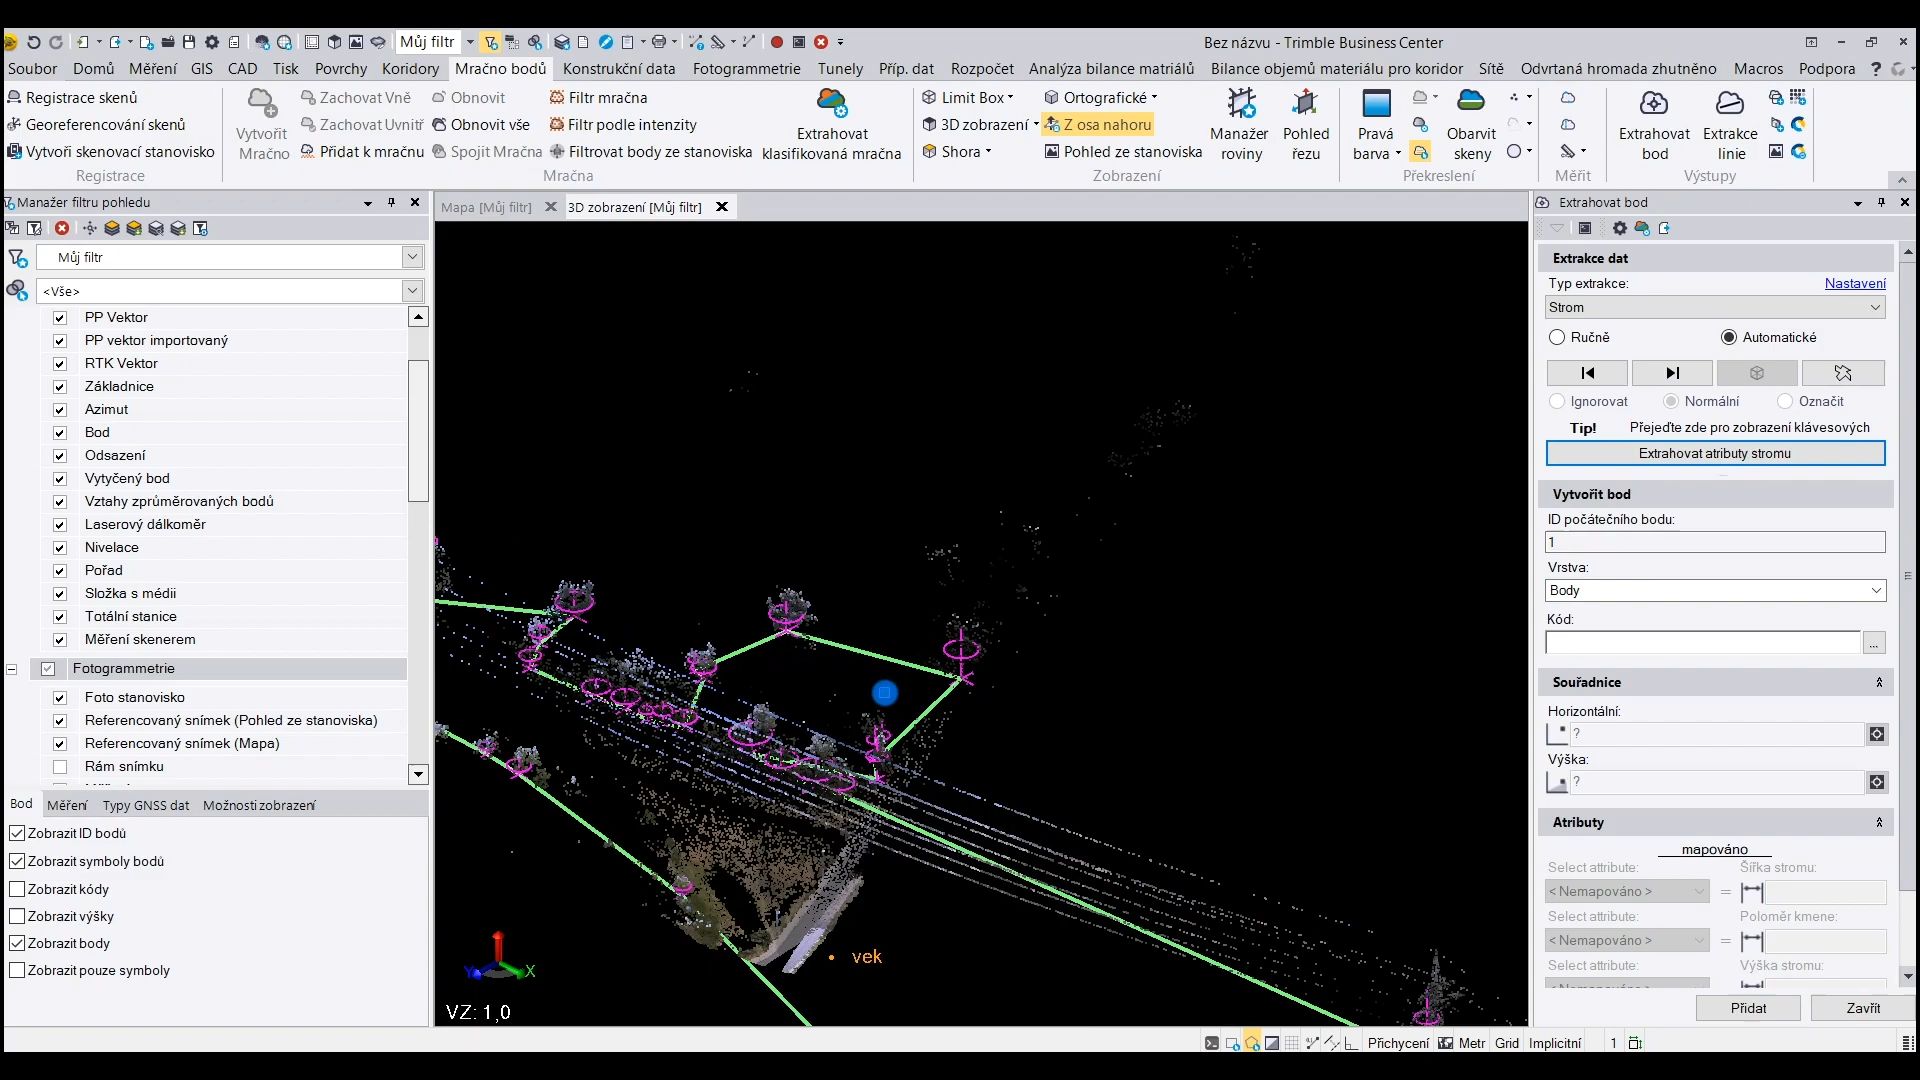 Můj filtr
Bez názvu - Trimble Business Center
Soubor Domů Měření GIS CAD Tisk Povrchy Koridory Mračno bodů Konstrukční data Fotogrammetrie Tunely Příp. dat Rozpočet Analýza bilance matriálů Bilance objemů materiálu pro koridor Sítě Odvrtaná hromada zhutněno Macros Podpora ?
Registrace skenů
Georeferencování skenů
Vytvoři skenovací stanovisko
Registrace
Vytvořit
Mračno
Zachovat Vně
Zachovat Uvnitř
Přidat k mračnu
Obnovit
Obnovit vše
Spojit Mračna
Filtr mračna
Filtr podle intenzity
Filtrovat body ze stanoviska
Extrahovat
klasifikovaná mračna
Mračna
Limit Box
3D zobrazení
Shora
Ortografické
Z osa nahoru
Pohled ze stanoviska
Manažer
roviny
Pohled
řezu
Zobrazení
Pravá
barva
Obarvit
skeny
Překreslení
Měřit
Extrahovat
bod
Extrakce
linie
Výstupy
Manažer filtru pohledu
Můj filtr
<Vše>
PP Vektor
PP vektor importovaný
RTK Vektor
Základnice
Azimut
Bod
Odsazení
Vytyčený bod
Vztahy zprůměrovaných bodů
Laserový dálkoměr
Nivelace
Pořad
Složka s médii
Totální stanice
Měření skenerem
Fotogrammetrie
Foto stanovisko
Referencovaný snímek (Pohled ze stanoviska)
Referencovaný snímek (Mapa)
Rám snímku
Bod Měření Typy GNSS dat Možnosti zobrazení
Zobrazit ID bodů
Zobrazit symboly bodů
Zobrazit kódy
Zobrazit výšky
Zobrazit body
Zobrazit pouze symboly
Mapa [Můj filtr]
3D zobrazení [Můj filtr]
vek
Y X
VZ: 1,0
Extrahovat bod
Extrakce dat
Typ extrakce: Nastavení
Strom
Ručně Automatické
Ignorovat Normální Označit
Tip! Přejeďte zde pro zobrazení klávesových
Extrahovat atributy stromu
Vytvořit bod
ID počátečního bodu:
1
Vrstva:
Body
Kód:
...
Souřadnice
Horizontální:
?
Výška:
?
Atributy
mapováno
Select attribute: Šířka stromu:
< Nemapováno > =
Select attribute: Poloměr kmene:
< Nemapováno > =
Select attribute: Výška stromu:
Přidat Zavřít
Přichycení Metr Grid Implicitní 1